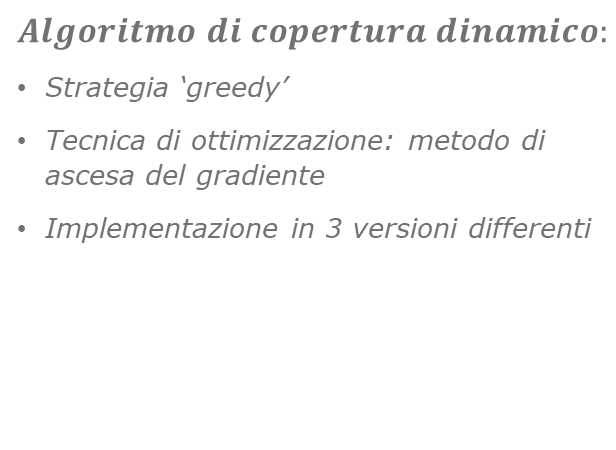 Algoritmo di copertura dinamico:
• Strategia ‘greedy’
• Tecnica di ottimizzazione: metodo di
ascesa del gradiente
• Implementazione in 3 versioni differenti